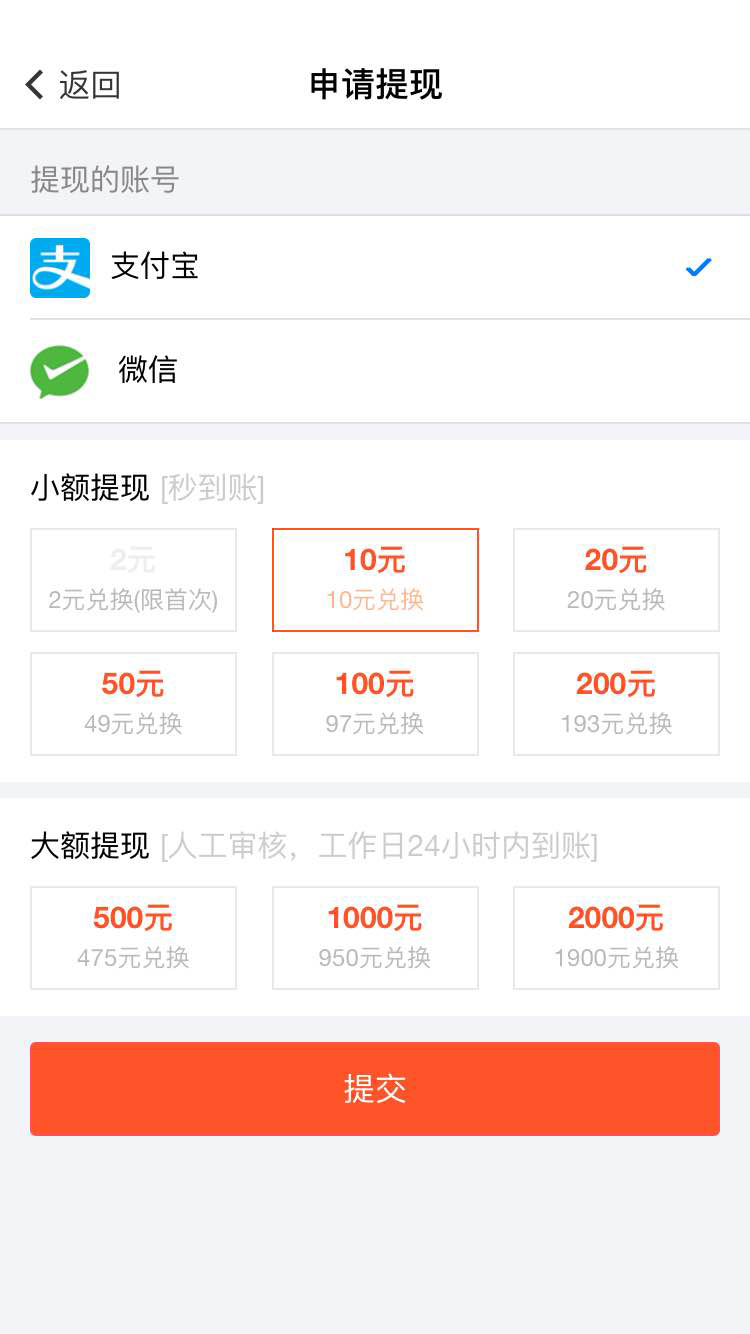 返回 申请提现
提现的账号
支付宝
微信
小额提现 [秒到账]
2元 10元 20元
2元兑换(限首次) 10元兑换 20元兑换
50元 100元 200元
49元兑换 97元兑换 193元兑换
大额提现 [人工审核，工作日24小时内到账]
500元 1000元 2000元
475元兑换 950元兑换 1900元兑换
提交